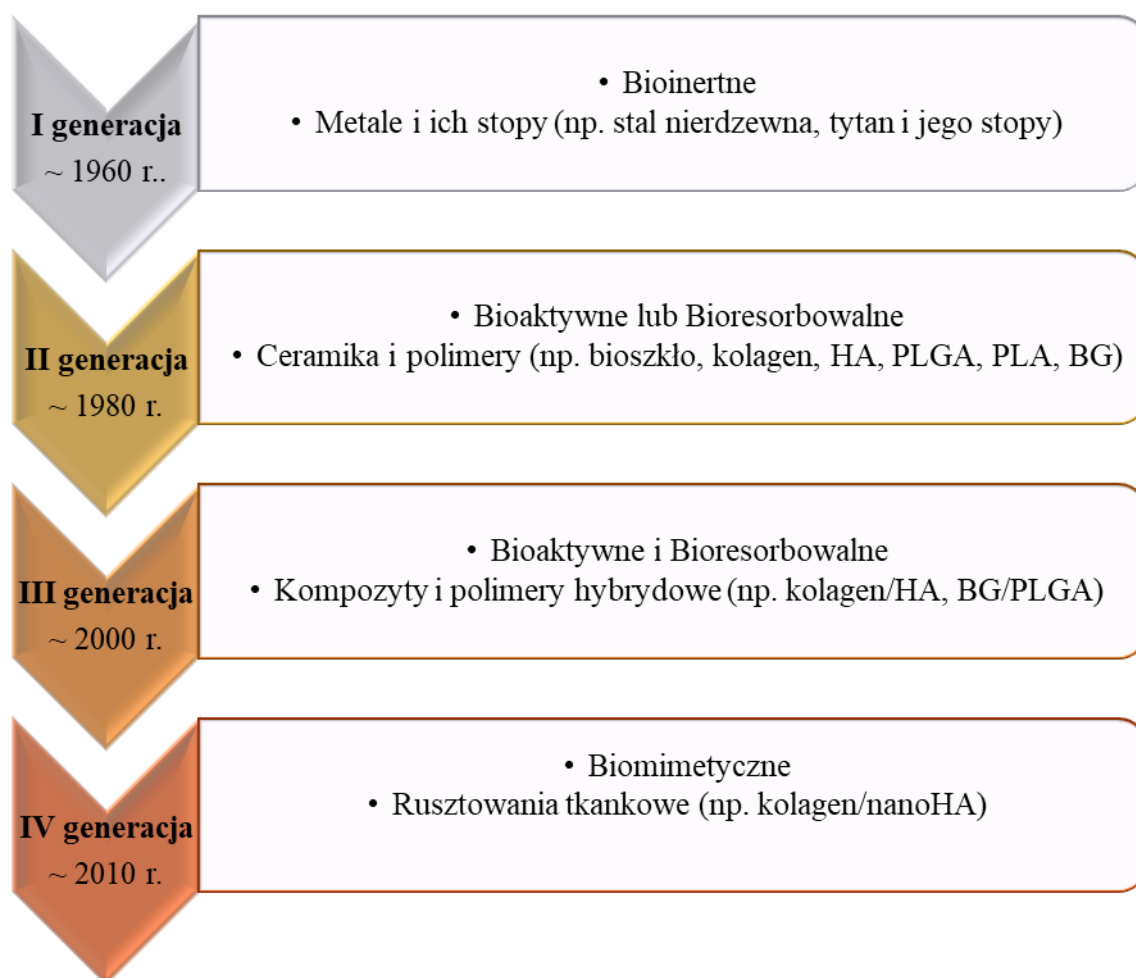 I generacja
~ 1960 r..
• Bioinertne
• Metale i ich stopy (np. stal nierdzewna, tytan i jego stopy)
II generacja
~ 1980 r.
• Bioaktywne lub Bioresorbowalne
• Ceramika i polimery (np. bioszkło, kolagen, HA, PLGA, PLA, BG)
III generacja
~ 2000 r.
• Bioaktywne i Bioresorbowalne
• Kompozyty i polimery hybrydowe (np. kolagen/HA, BG/PLGA)
IV generacja
~ 2010 r.
• Biomimetyczne
• Rusztowania tkankowe (np. kolagen/nanoHA)